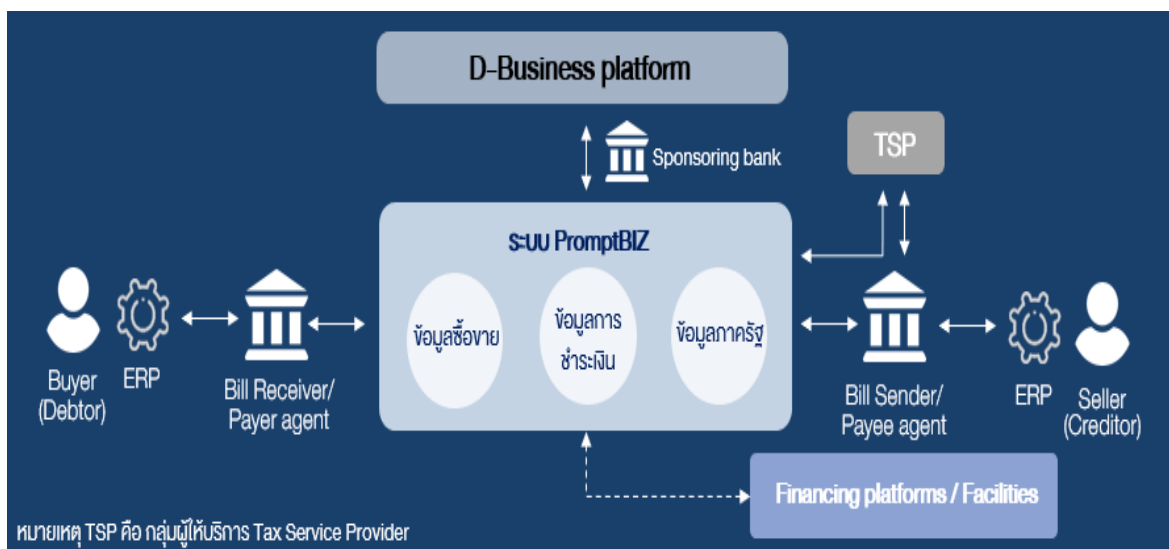 D-Business platform
Sponsoring bank
TSP
ระบบ PromptBIZ
ข้อมูลซื้อขาย
ข้อมูลการ
ชำระเงิน
ข้อมูลภาครัฐ
Buyer
(Debtor)
ERP
Bill Receiver/
Payer agent
Bill Sender/
Payee agent
ERP
Seller
(Creditor)
Financing platforms / Facilities
หมายเหตุ TSP คือ กลุ่มผู้ให้บริการ Tax Service Provider